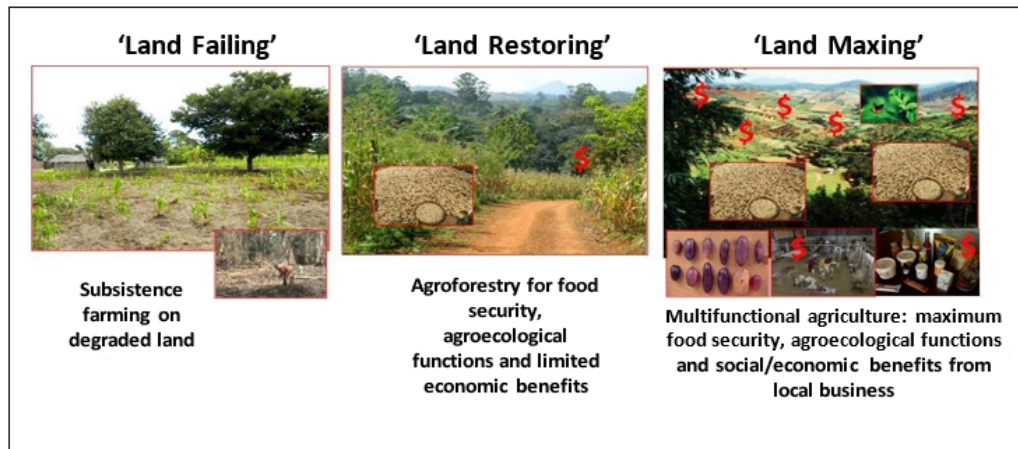 ‘Land Failing’
‘Land Restoring’
‘Land Maxing’
$
$
$
$
$
$
$
$
Subsistence
farming on
degraded land
Agroforestry for food
security,
agroecological
functions and limited
economic benefits
Multifunctional agriculture: maximum
food security, agroecological functions
and social/economic benefits from
local business